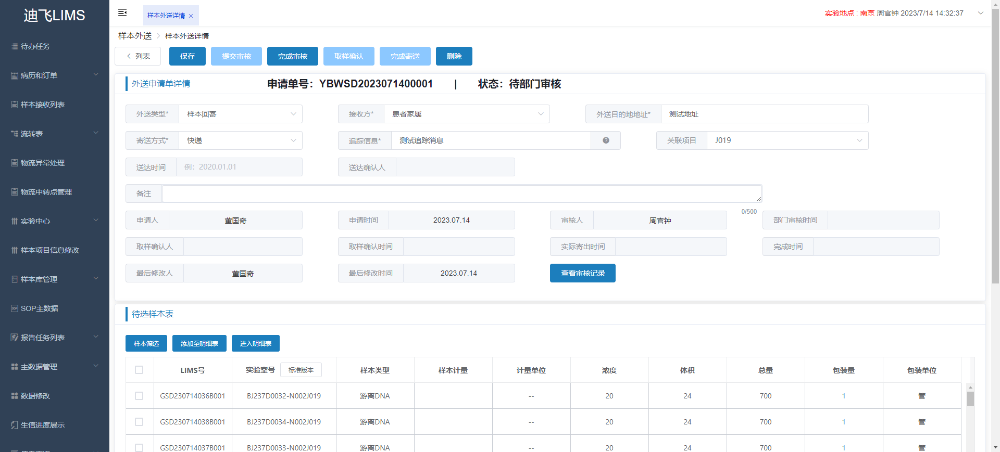 迪飞LIMS
待办任务
病历和订单
样本接收列表
流转表
物流异常处理
物流中转点管理
实验中心
样本项目信息修改
样本库管理
SOP主数据
报告任务列表
主数据管理
数据修改
生信进度展示
样本外送详情
实验地点 : 南京 周官钟 2023/7/14 14:32:37
样本外送 > 样本外送详情
列表 保存 提交审核 完成审核 取样确认 完成寄送 删除
外送申请单详情 申请单号：YBWSD2023071400001 | 状态：待部门审核
外送类型* 样本回寄 接收方* 患者家属 外送目的地地址* 测试地址
寄送方式* 快递 追踪信息* 测试追踪消息 关联项目 J019
送达时间 例：2020.01.01 送达确认人
备注
0/500
申请人 董国奇 申请时间 2023.07.14 审核人 周官钟 部门审核时间
取样确认人 取样确认时间 实际寄出时间 完成时间
最后修改人 董国奇 最后修改时间 2023.07.14 查看审核记录
待选样本表
样本筛选 添加至明细表 进入明细表
LIMS号 实验室号 标准版本 样本类型 样本计量 计量单位 浓度 体积 总量 包装量 包装单位
GSD230714036B001 BJ237D0032-N002J019 游离DNA -- 20 24 700 1 管
GSD230714038B001 BJ237D0034-N002J019 游离DNA -- 20 24 700 1 管
GSD230714037B001 BJ237D0033-N002J019 游离DNA -- 20 24 700 1 管